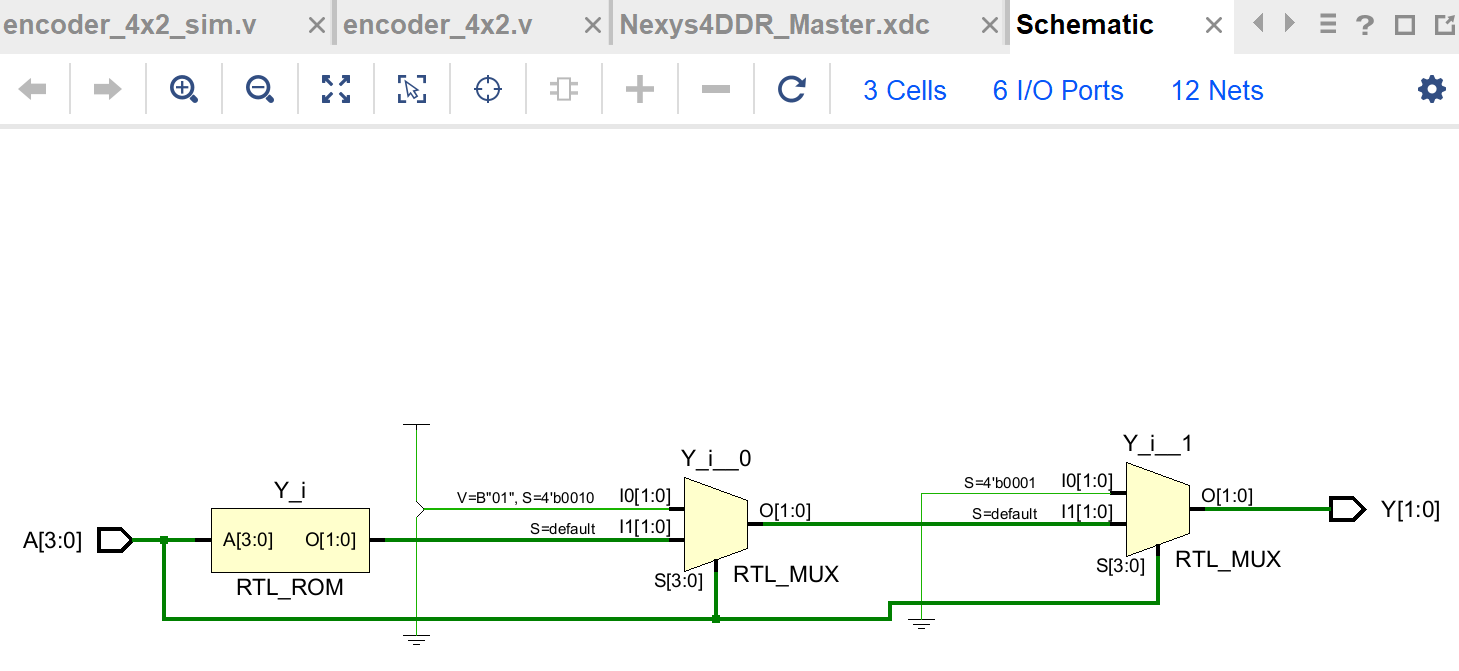 encoder_4x2_sim.v encoder_4x2.v Nexys4DDR_Master.xdc Schematic
3 Cells 6 I/O Ports 12 Nets
Y_i__1
Y_i__0
S=4'b0001 I0[1:0]
Y_i
V=B"01", S=4'b0010 I0[1:0]
O[1:0]
Y[1:0]
O[1:0]
S=default I1[1:0]
S=default I1[1:0]
A[3:0]
A[3:0] O[1:0]
RTL_MUX
S[3:0]
S[3:0]
RTL_MUX
RTL_ROM